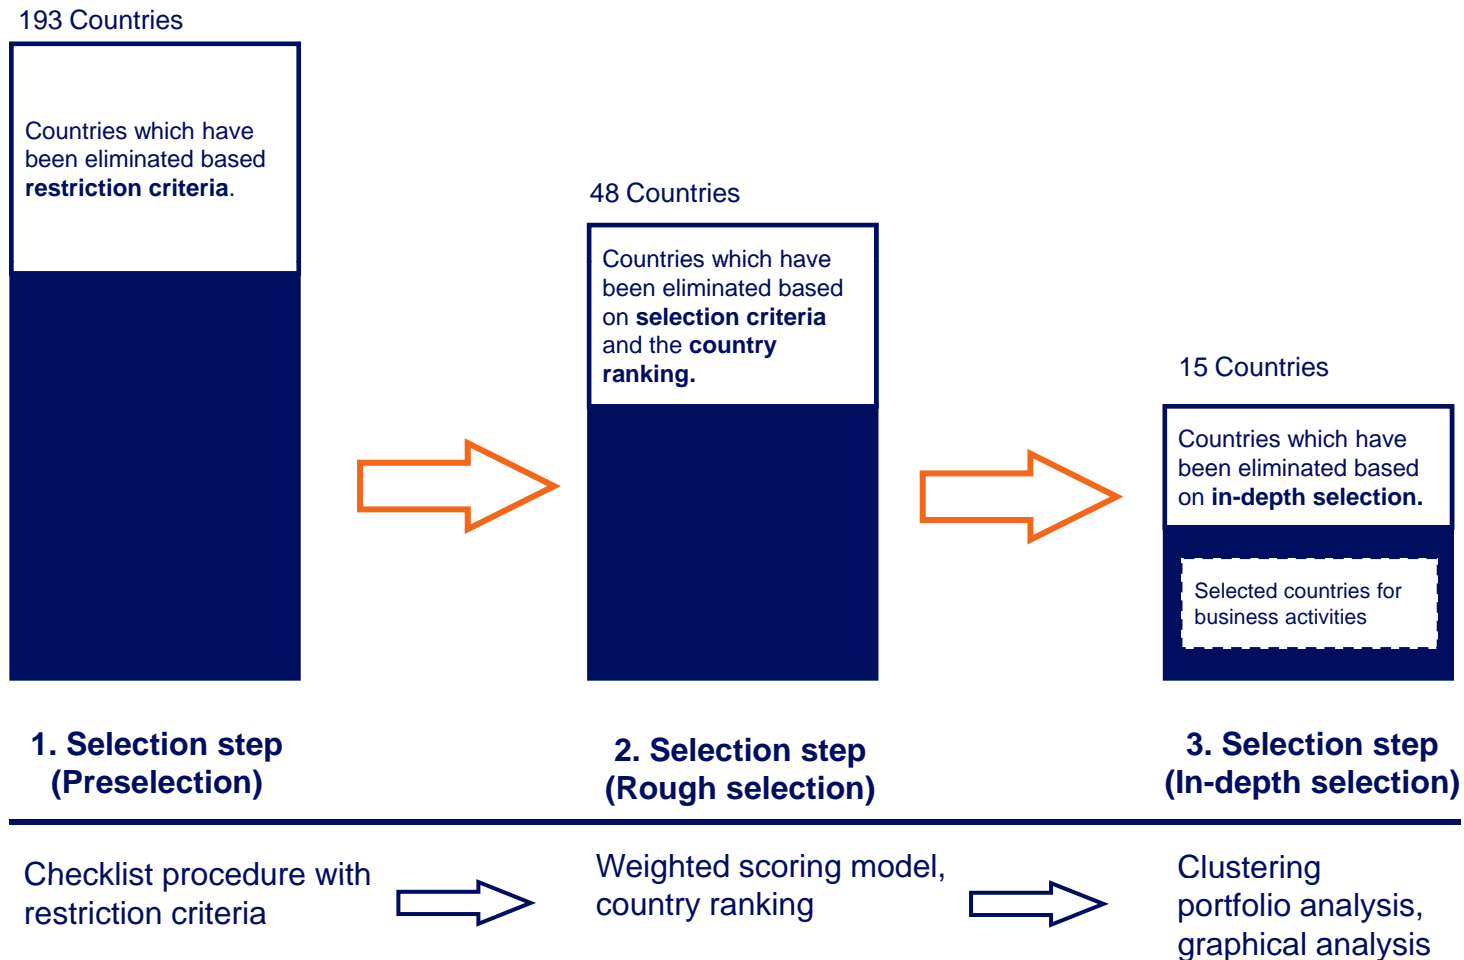 193 Countries
Countries which have
been eliminated based
restriction criteria.
48 Countries
Countries which have
been eliminated based
on selection criteria
and the country
ranking.
15 Countries
Countries which have
been eliminated based
on in-depth selection.
Selected countries for
business activities
1. Selection step
(Preselection)
2. Selection step
(Rough selection)
3. Selection step
(In-depth selection)
Checklist procedure with
restriction criteria
Weighted scoring model,
country ranking
Clustering
portfolio analysis,
graphical analysis